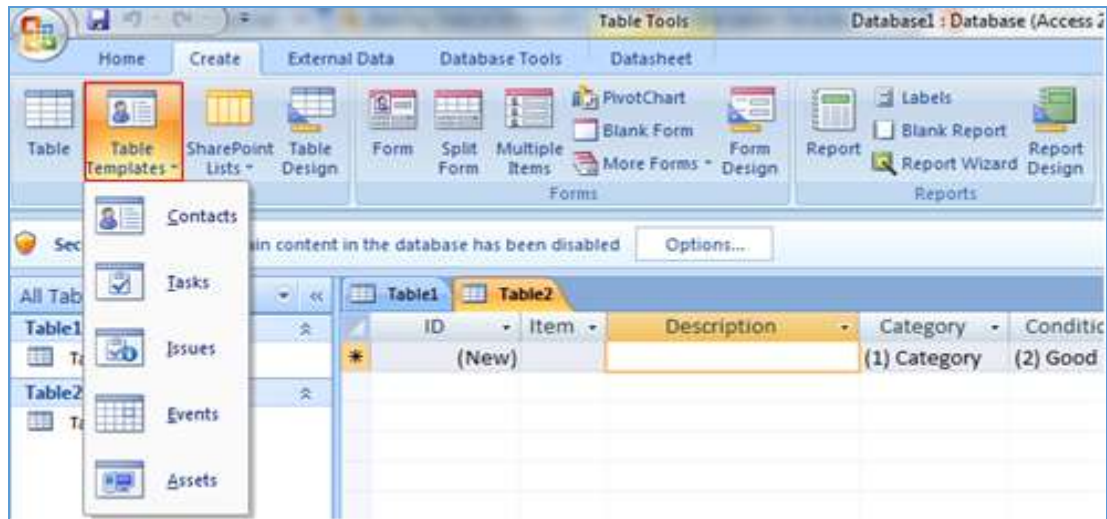 Table Tools Database1 : Database (Access 2
Home Create External Data Database Tools Datasheet
Table
Table Templates
SharePoint Lists
Table Design
Form
Split Form
Multiple Items
PivotChart
Blank Form
More Forms
Form Design
Forms
Report
Labels
Blank Report
Report Wizard
Report Design
Reports
Contacts
Tasks
Issues
Events
Assets
Sec in content in the database has been disabled Options...
All Tab
Table1
Ta
Table2
Ta
Table1 Table2
ID Item Description Category Conditic
(New) (1) Category (2) Good